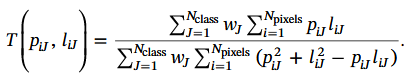 T(p_{iJ}, l_{iJ}) = \frac{\sum_{J=1}^{N_{class}} w_J \sum_{i=1}^{N_{pixels}} p_{iJ} l_{iJ}}{\sum_{J=1}^{N_{class}} w_J \sum_{i=1}^{N_{pixels}} (p_{iJ}^2 + l_{iJ}^2 - p_{iJ} l_{iJ})}.